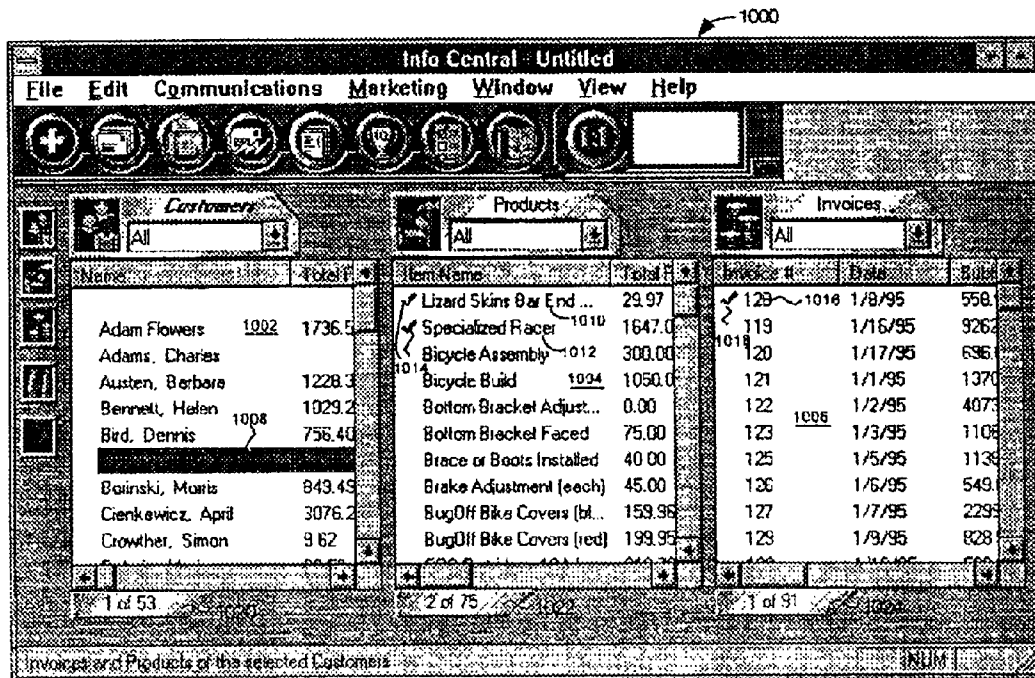 1000
Info Central - Untitled
File Edit Communications Marketing Window View Help
Customers
All
Products
All
Invoices
All
Name Total
Item Name Total
Invoice # Date
Adam Flowers 1002 1736.5
Adams, Charles
Austen, Barbara 1228.3
Bennett, Helen 1029.2
1008
Bird, Dennis 756.40
Borinski, Morris 843.49
Cienkewicz, April 3076.2
Crowther, Simon 9.62
Lizard Skins Bar End ... 29.97
1010
Specialized Racer 1647.0
Bicycle Assembly 1012 300.00
1014
Bicycle Build 1004 1050.0
Bottom Bracket Adjust... 0.00
Bottom Bracket Faced 75.00
Brace or Boots Installed 40.00
Brake Adjustment (each) 45.00
BugOff Bike Covers (bl... 159.96
BugOff Bike Covers (red) 199.95
128 1016 1/8/95 558.
119 1/16/95 9262
1018
120 1/17/95 696.
121 1/1/95 1370
122 1/2/95 4073
1006
123 1/3/95 1108
125 1/5/95 1139
126 1/6/95 549.
127 1/7/95 2299
129 1/9/95 828
1 of 53 1020
2 of 75 1022
1 of 91 1024
Invoices and Products of the selected Customers
NUM